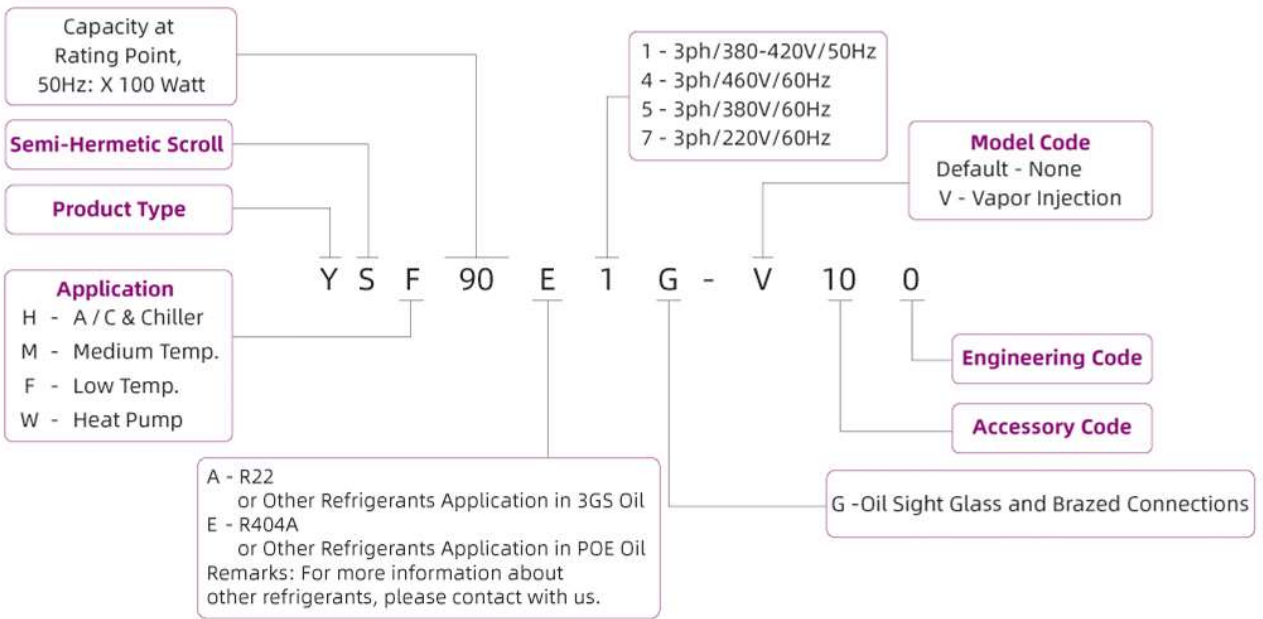 Capacity at
Rating Point,
50Hz: X 100 Watt
1 - 3ph/380-420V/50Hz
4 - 3ph/460V/60Hz
5 - 3ph/380V/60Hz
7 - 3ph/220V/60Hz
Semi-Hermetic Scroll
Model Code
Default - None
V - Vapor Injection
Product Type
Y S F 90 E 1 G - V 10 0
Application
H - A/C & Chiller
M - Medium Temp.
F - Low Temp.
W - Heat Pump
Engineering Code
Accessory Code
A - R22
or Other Refrigerants Application in 3GS Oil
E - R404A
or Other Refrigerants Application in POE Oil
Remarks: For more information about
other refrigerants, please contact with us.
G -Oil Sight Glass and Brazed Connections